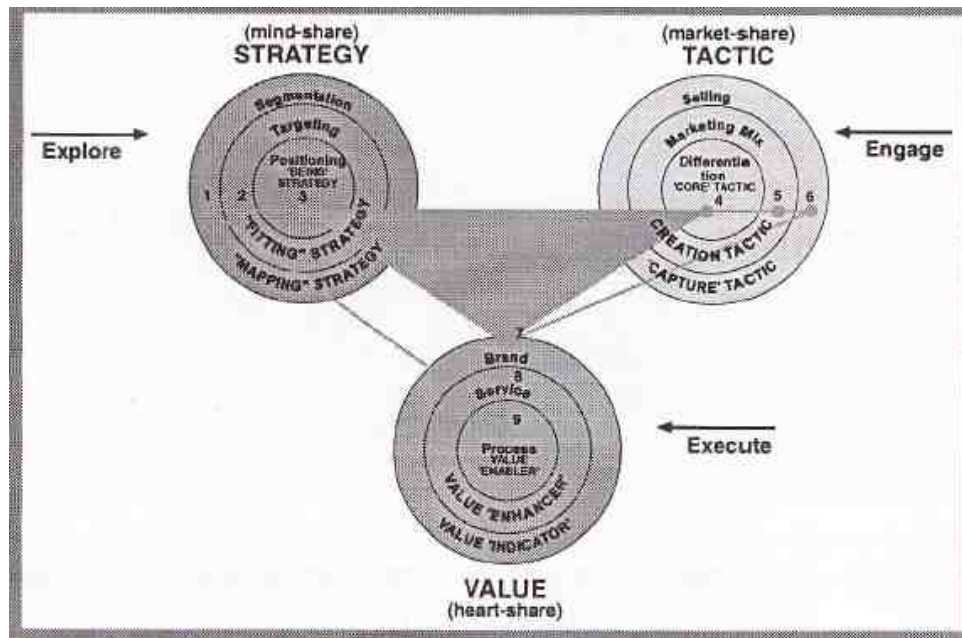 (mind-share)
STRATEGY
(market-share)
TACTIC
Explore
Engage
Segmentation
Targeting
Positioning
'BEING'
STRATEGY
1 2 3
"FITTING" STRATEGY
"MAPPING" STRATEGY
Selling
Marketing Mix
Differentia
tion
'CORE' TACTIC
4 5 6
CREATION TACTIC
'CAPTURE' TACTIC
7
Brand
8
Service
9
Process
VALUE
'ENABLER'
VALUE 'ENHANCER'
VALUE 'INDICATOR'
Execute
VALUE
(heart-share)